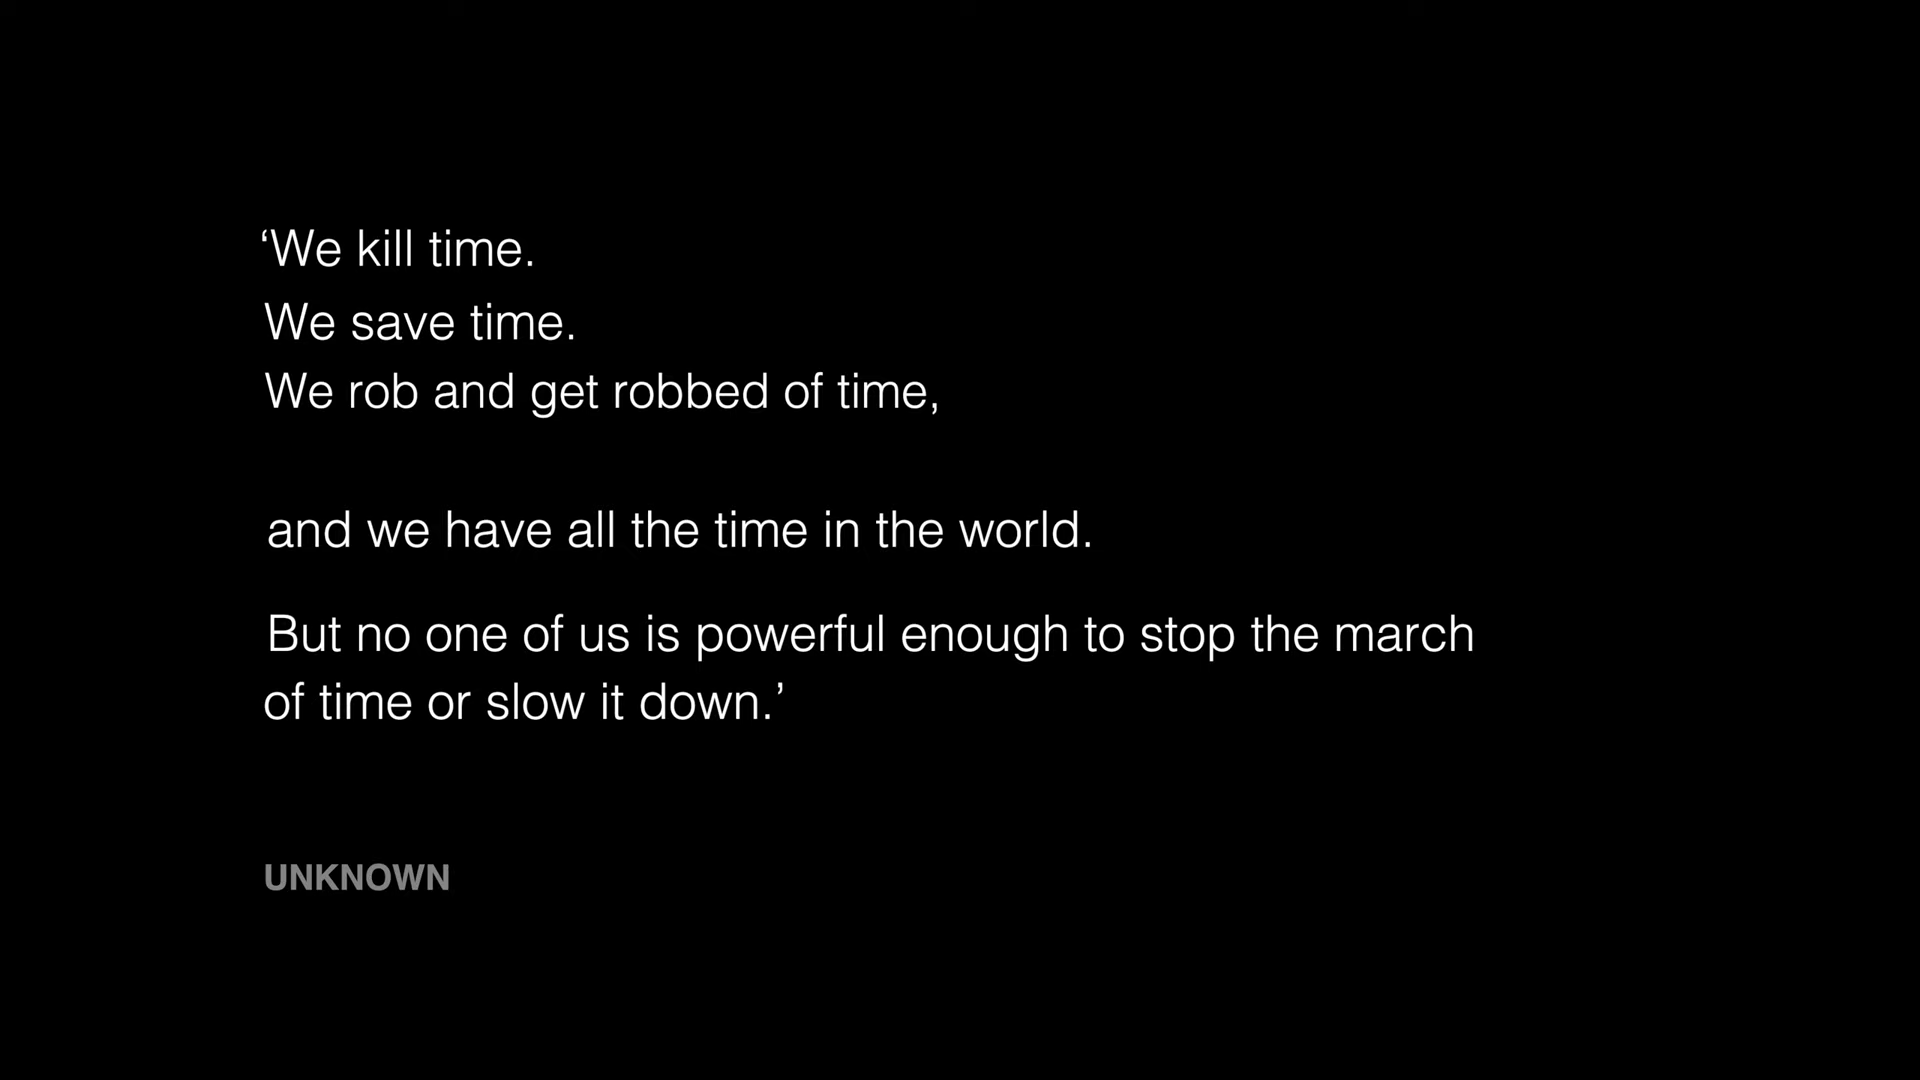 ‘We kill time.
We save time.
We rob and get robbed of time,
and we have all the time in the world.
But no one of us is powerful enough to stop the march
of time or slow it down.’
UNKNOWN